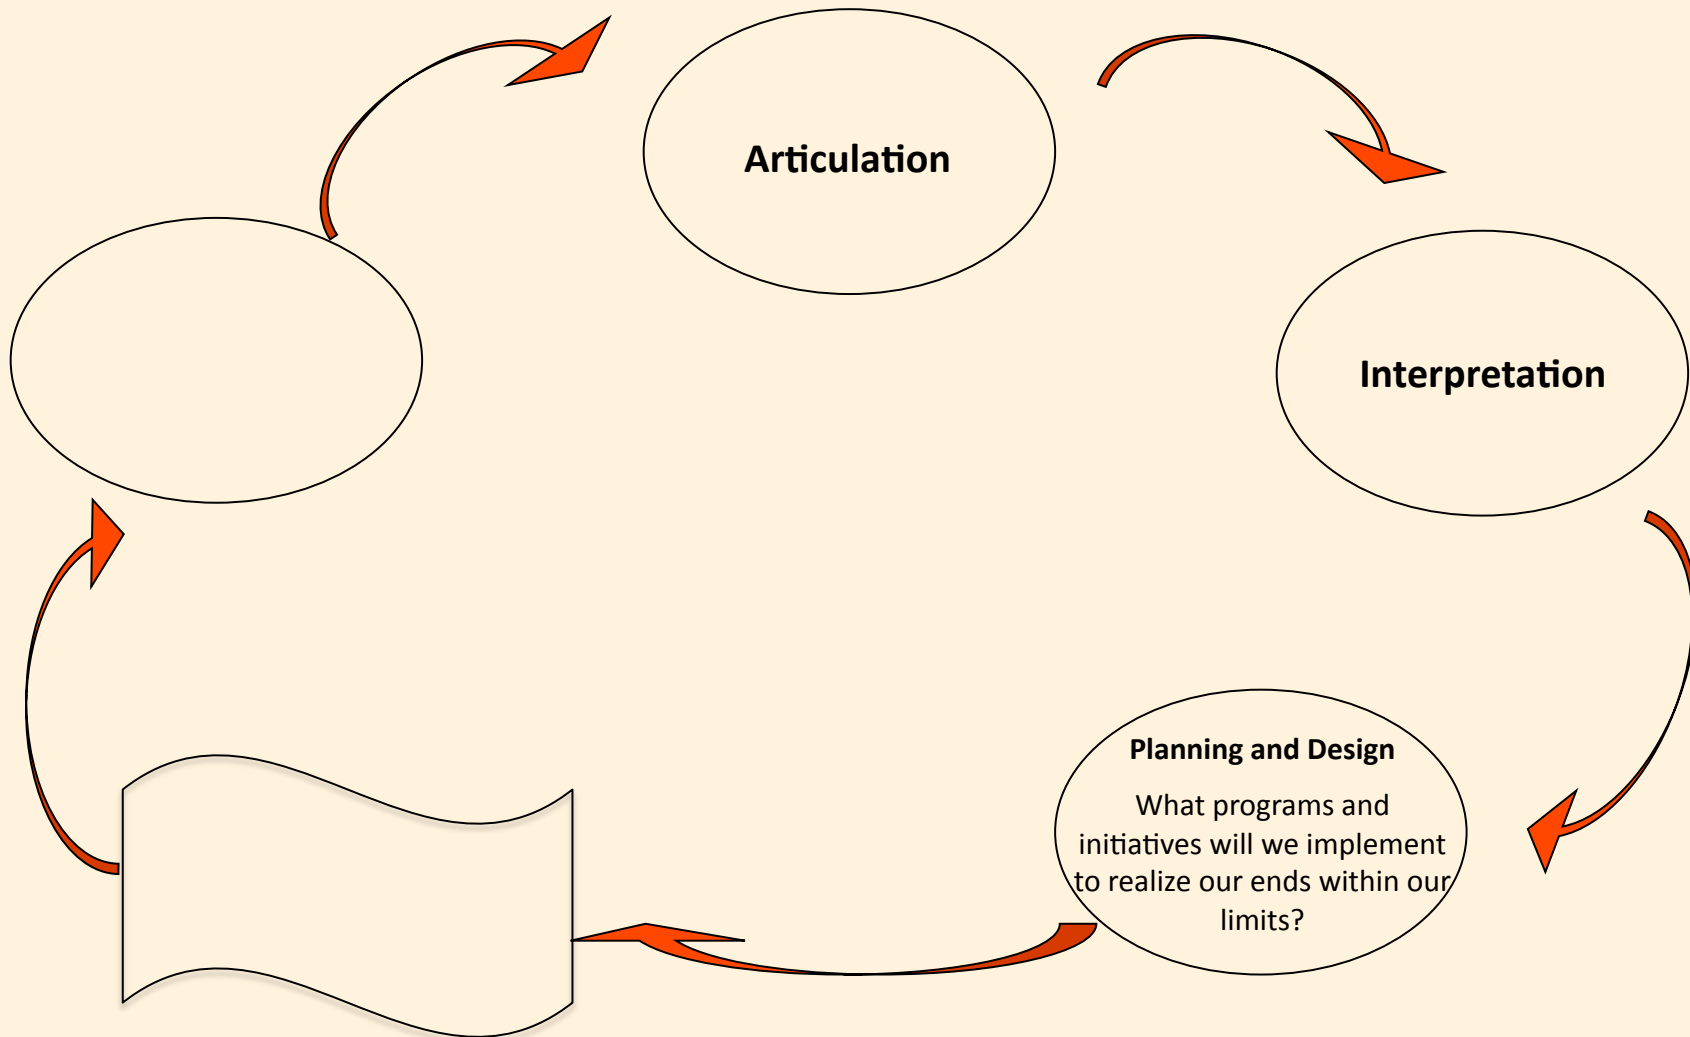 Articulation
Interpretation
Planning and Design
What programs and
initiatives will we implement
to realize our ends within our
limits?